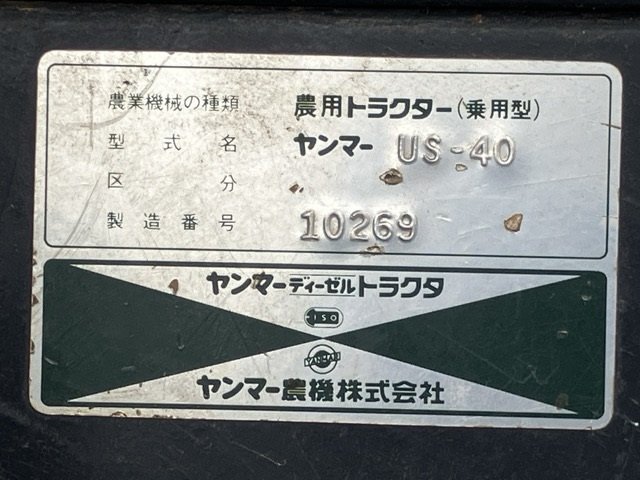 農業機械の種類 農用トラクター(乗用型)
型式名 ヤンマー US-40
区分
製造番号 10269
ヤンマーディーゼルトラクタ
ISO
YANMAR
ヤンマー農機株式会社